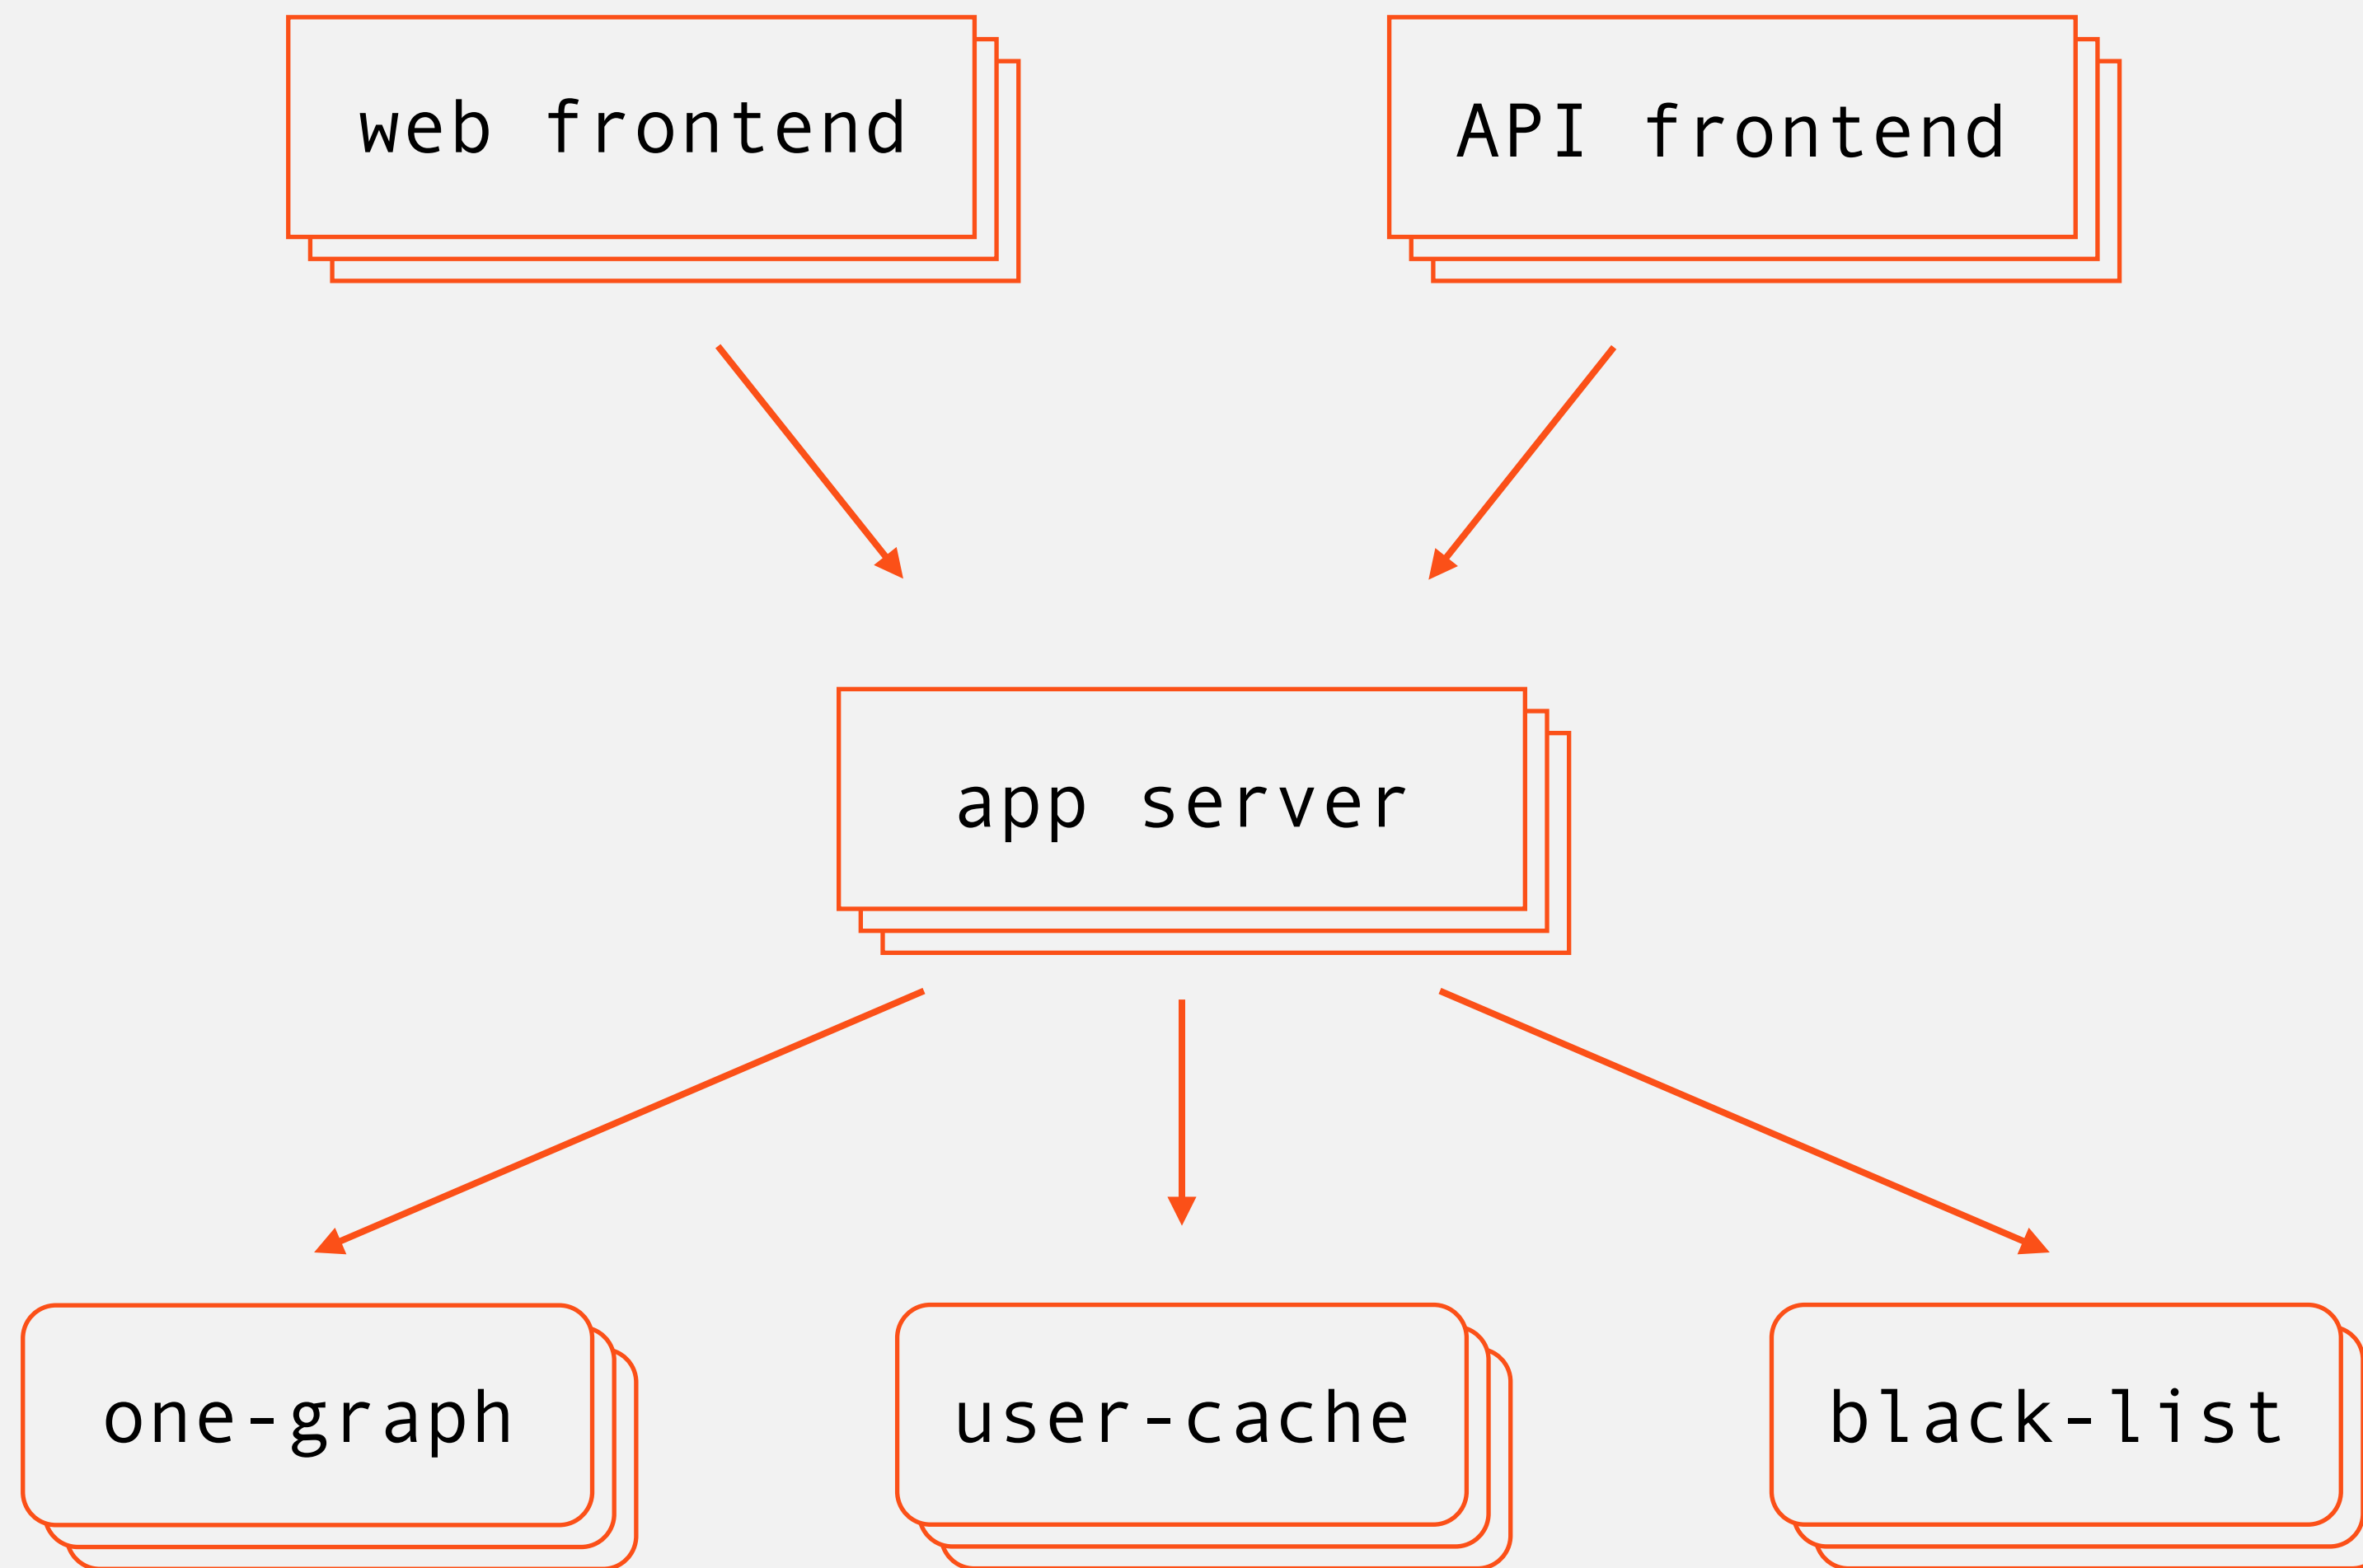 web frontend
API frontend
app server
one-graph
user-cache
black-list